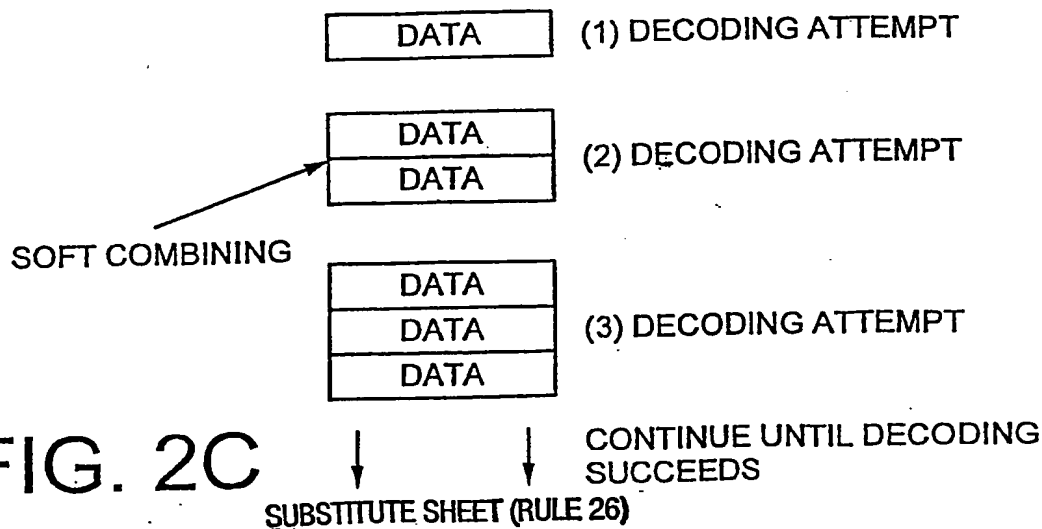 DATA (1) DECODING ATTEMPT
DATA
DATA
(2) DECODING ATTEMPT
SOFT COMBINING
DATA
DATA
DATA
(3) DECODING ATTEMPT
FIG. 2C
CONTINUE UNTIL DECODING
SUCCEEDS
SUBSTITUTE SHEET (RULE 26)